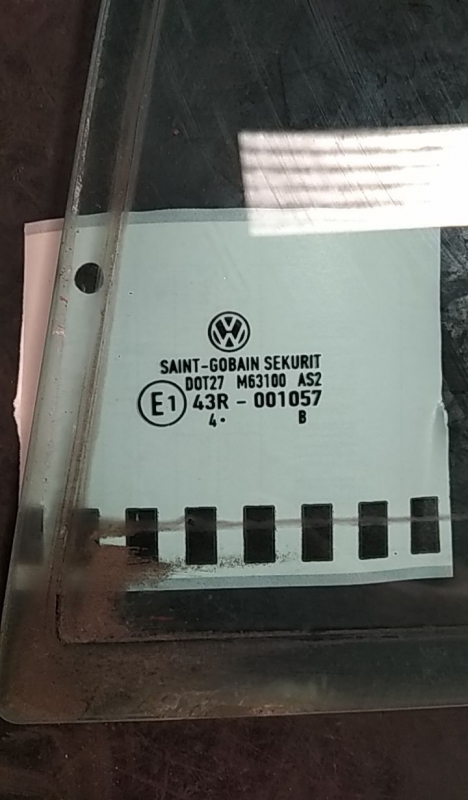 SAINT-GOBAIN SEKURIT
DOT27 M63100 AS2
E1 43R - 001057
4• B